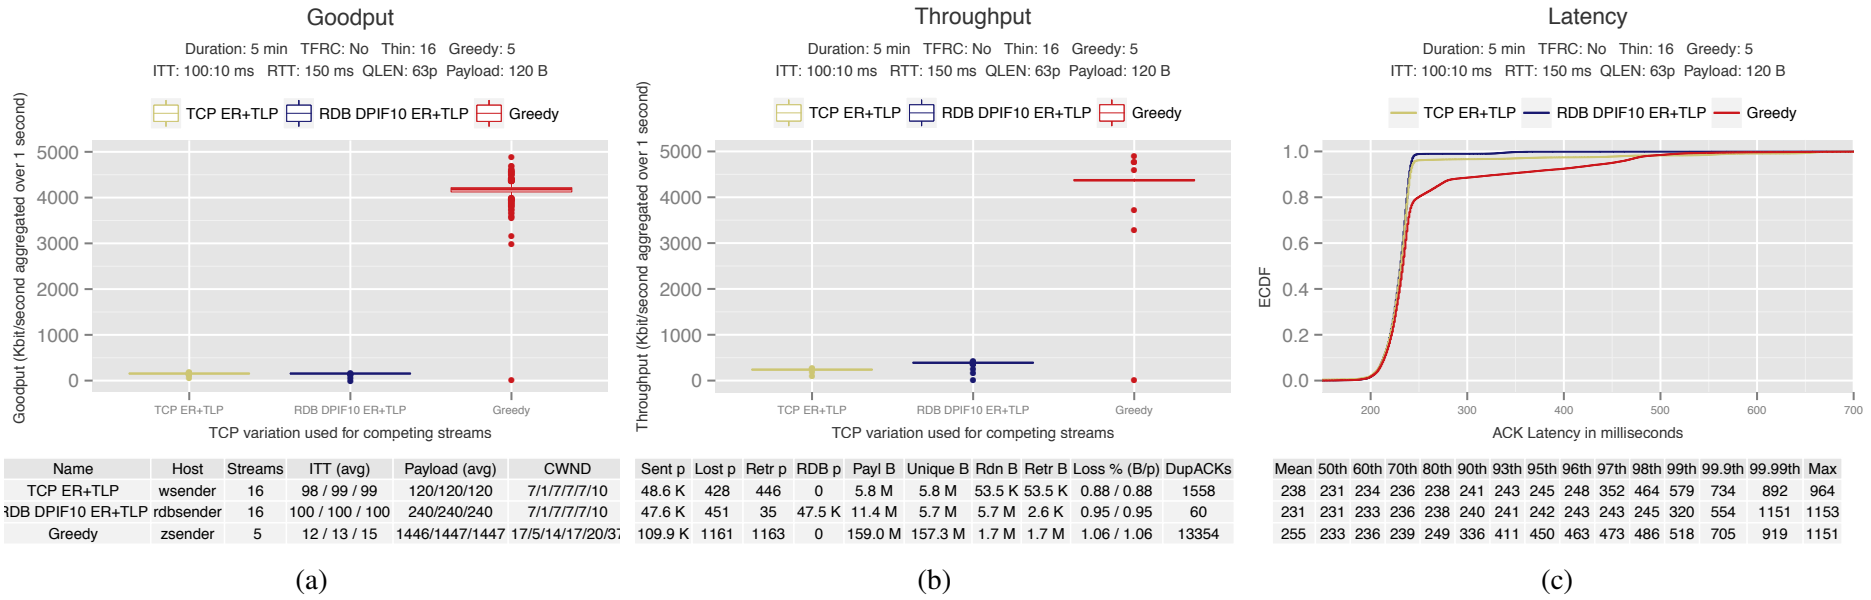 Goodput
Duration: 5 min TFRC: No Thin: 16 Greedy: 5
ITT: 100:10 ms RTT: 150 ms QLEN: 63p Payload: 120 B
TCP ER+TLP RDB DPIF10 ER+TLP Greedy
Goodput (Kbit/second aggregated over 1 second)
5000
4000
3000
2000
1000
0
TCP ER+TLP RDB DPIF10 ER+TLP Greedy
TCP variation used for competing streams
Name Host Streams ITT (avg) Payload (avg) CWND
TCP ER+TLP wsender 16 98 / 99 / 99 120/120/120 7/1/7/7/7/10
RDB DPIF10 ER+TLP rdbsender 16 100 / 100 / 100 240/240/240 7/1/7/7/7/10
Greedy zsender 5 12 / 13 / 15 1446/1447/1447 17/5/14/17/20/37
(a)
Throughput
Duration: 5 min TFRC: No Thin: 16 Greedy: 5
ITT: 100:10 ms RTT: 150 ms QLEN: 63p Payload: 120 B
TCP ER+TLP RDB DPIF10 ER+TLP Greedy
Throughput (Kbit/second aggregated over 1 second)
5000
4000
3000
2000
1000
0
TCP ER+TLP RDB DPIF10 ER+TLP Greedy
TCP variation used for competing streams
Sent p Lost p Retr p RDB p Payl B Unique B Rdn B Retr B Loss % (B/p) DupACKs
48.6 K 428 446 0 5.8 M 5.8 M 53.5 K 53.5 K 0.88 / 0.88 1558
47.6 K 451 35 47.5 K 11.4 M 5.7 M 5.7 M 2.6 K 0.95 / 0.95 60
109.9 K 1161 1163 0 159.0 M 157.3 M 1.7 M 1.7 M 1.06 / 1.06 13354
(b)
Latency
Duration: 5 min TFRC: No Thin: 16 Greedy: 5
ITT: 100:10 ms RTT: 150 ms QLEN: 63p Payload: 120 B
TCP ER+TLP RDB DPIF10 ER+TLP Greedy
ECDF
1.0
0.8
0.6
0.4
0.2
0.0
200 300 400 500 600 700
ACK Latency in milliseconds
Mean 50th 60th 70th 80th 90th 93th 95th 96th 97th 98th 99th 99.9th 99.99th Max
238 231 234 236 238 241 243 245 248 352 464 579 734 892 964
231 231 233 236 238 240 241 242 243 243 245 320 554 1151 1153
255 233 236 239 249 336 411 450 463 473 486 518 705 919 1151
(c)